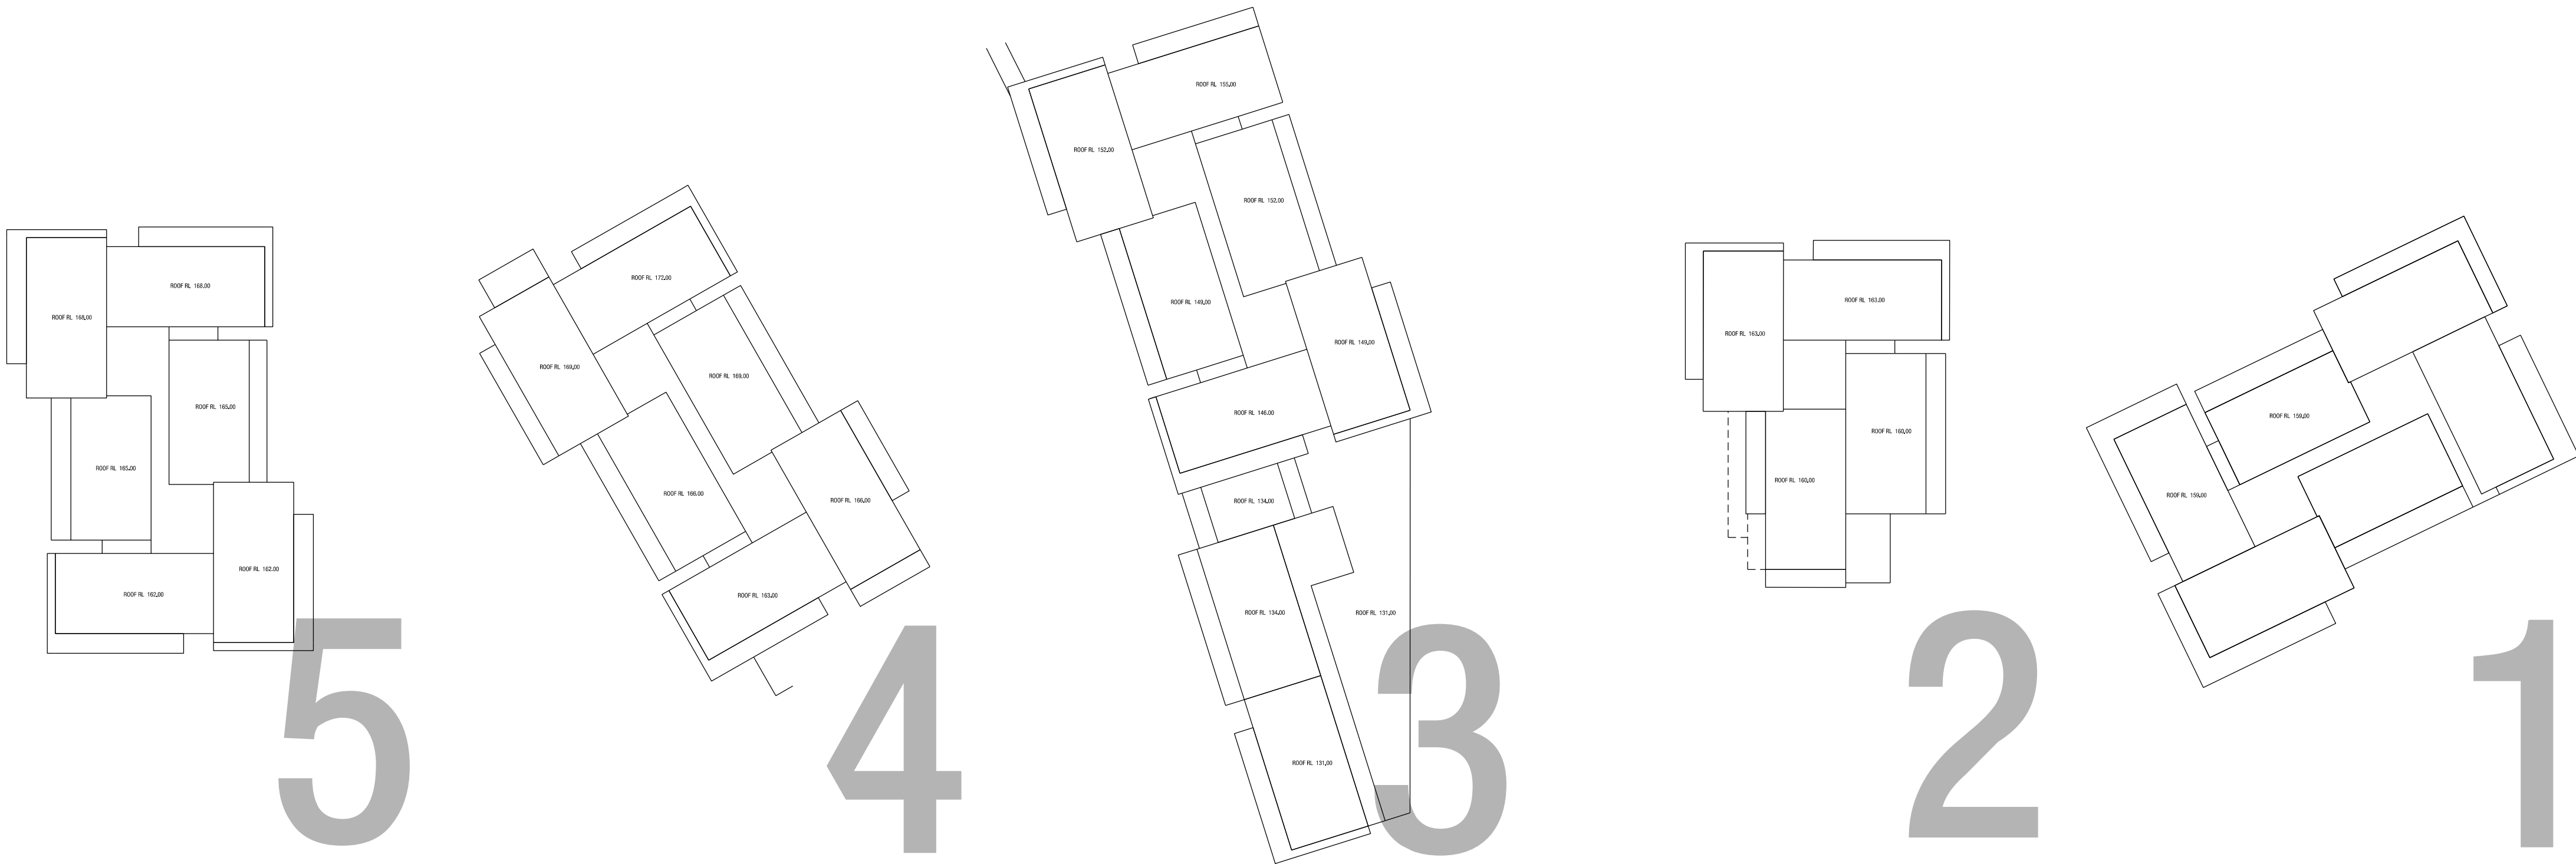 ROOF RL 168.00
ROOF RL 168.00
ROOF RL 165.00
ROOF RL 165.00
ROOF RL 162.00
ROOF RL 162.00
5
ROOF RL 172.00
ROOF RL 169.00
ROOF RL 169.00
ROOF RL 166.00
ROOF RL 166.00
ROOF RL 163.00
4
ROOF RL 155.00
ROOF RL 152.00
ROOF RL 152.00
ROOF RL 149.00
ROOF RL 149.00
ROOF RL 146.00
ROOF RL 134.00
ROOF RL 134.00
ROOF RL 131.00
ROOF RL 131.00
3
ROOF RL 163.00
ROOF RL 163.00
ROOF RL 160.00
ROOF RL 160.00
2
ROOF RL 159.00
ROOF RL 159.00
1